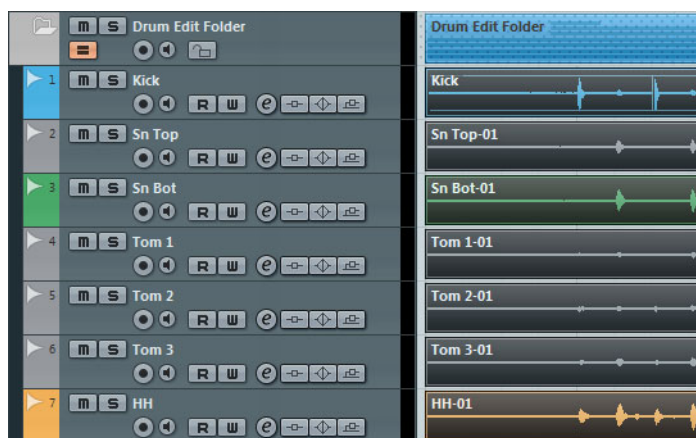 m S Drum Edit Folder
Drum Edit Folder
1 m S Kick
R W e
Kick
2 m S Sn Top
R W e
Sn Top-01
3 m S Sn Bot
R W e
Sn Bot-01
4 m S Tom 1
R W e
Tom 1-01
5 m S Tom 2
R W e
Tom 2-01
6 m S Tom 3
R W e
Tom 3-01
7 m S HH
R W e
HH-01